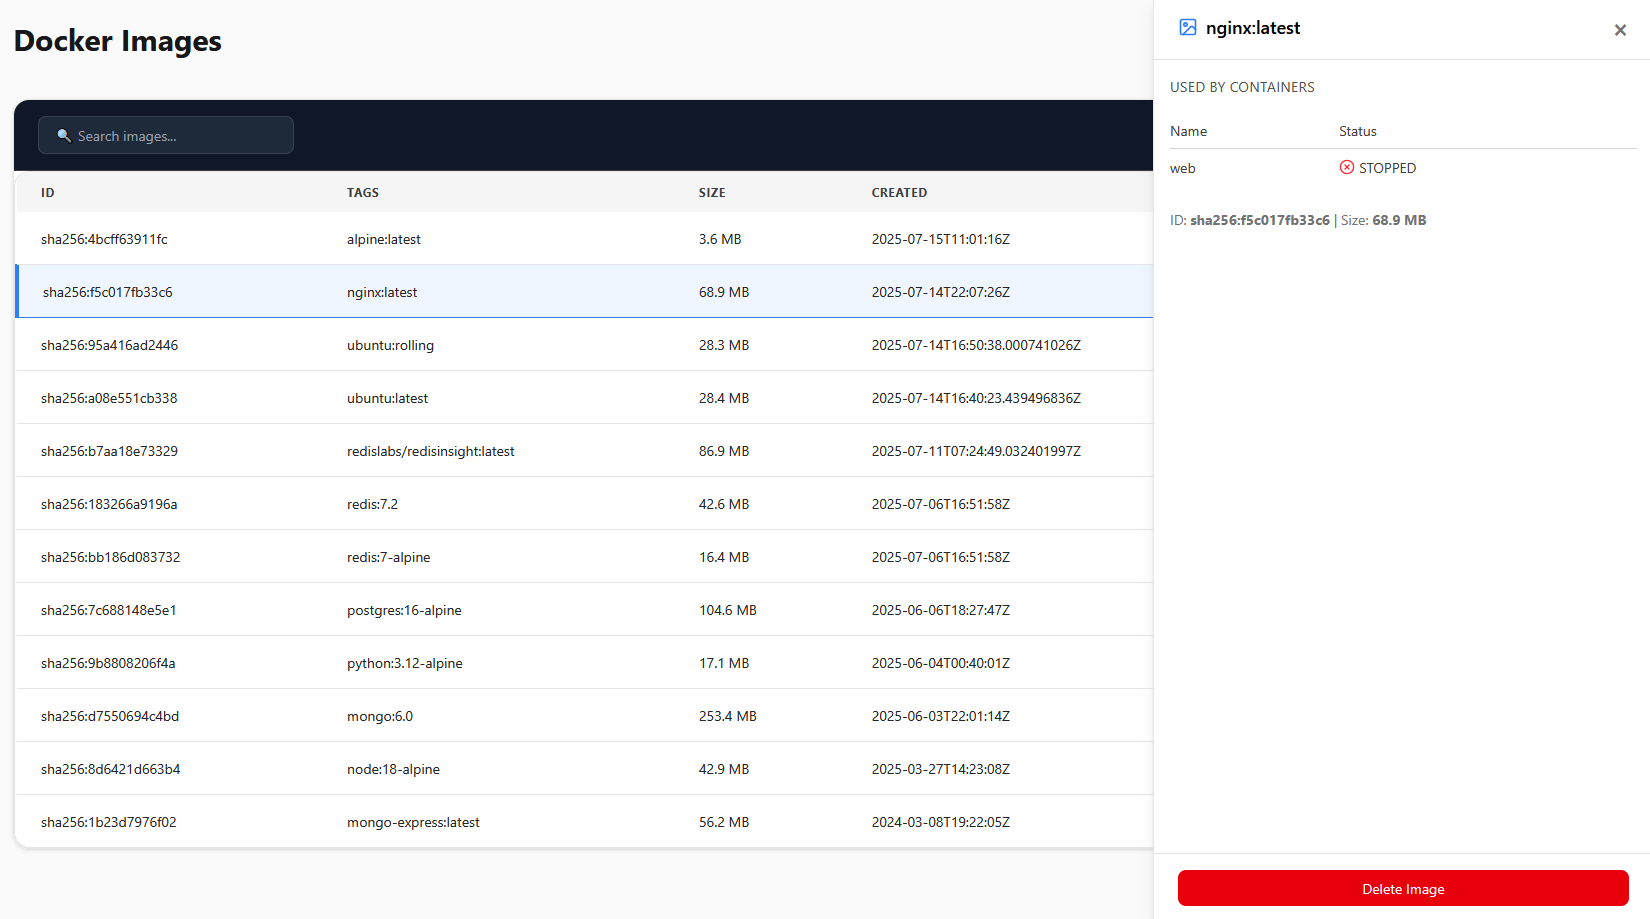 Docker Images
Search images...
ID TAGS SIZE CREATED
sha256:4bcff63911fc alpine:latest 3.6 MB 2025-07-15T11:01:16Z
sha256:f5c017fb33c6 nginx:latest 68.9 MB 2025-07-14T22:07:26Z
sha256:95a416ad2446 ubuntu:rolling 28.3 MB 2025-07-14T16:50:38.000741026Z
sha256:a08e551cb338 ubuntu:latest 28.4 MB 2025-07-14T16:40:23.439496836Z
sha256:b7aa18e73329 redislabs/redisinsight:latest 86.9 MB 2025-07-11T07:24:49.032401997Z
sha256:183266a9196a redis:7.2 42.6 MB 2025-07-06T16:51:58Z
sha256:bb186d083732 redis:7-alpine 16.4 MB 2025-07-06T16:51:58Z
sha256:7c688148e5e1 postgres:16-alpine 104.6 MB 2025-06-06T18:27:47Z
sha256:9b8808206f4a python:3.12-alpine 17.1 MB 2025-06-04T00:40:01Z
sha256:d7550694c4bd mongo:6.0 253.4 MB 2025-06-03T22:01:14Z
sha256:8d6421d663b4 node:18-alpine 42.9 MB 2025-03-27T14:23:08Z
sha256:1b23d7976f02 mongo-express:latest 56.2 MB 2024-03-08T19:22:05Z
nginx:latest
USED BY CONTAINERS
Name Status
web STOPPED
ID: sha256:f5c017fb33c6 | Size: 68.9 MB
Delete Image